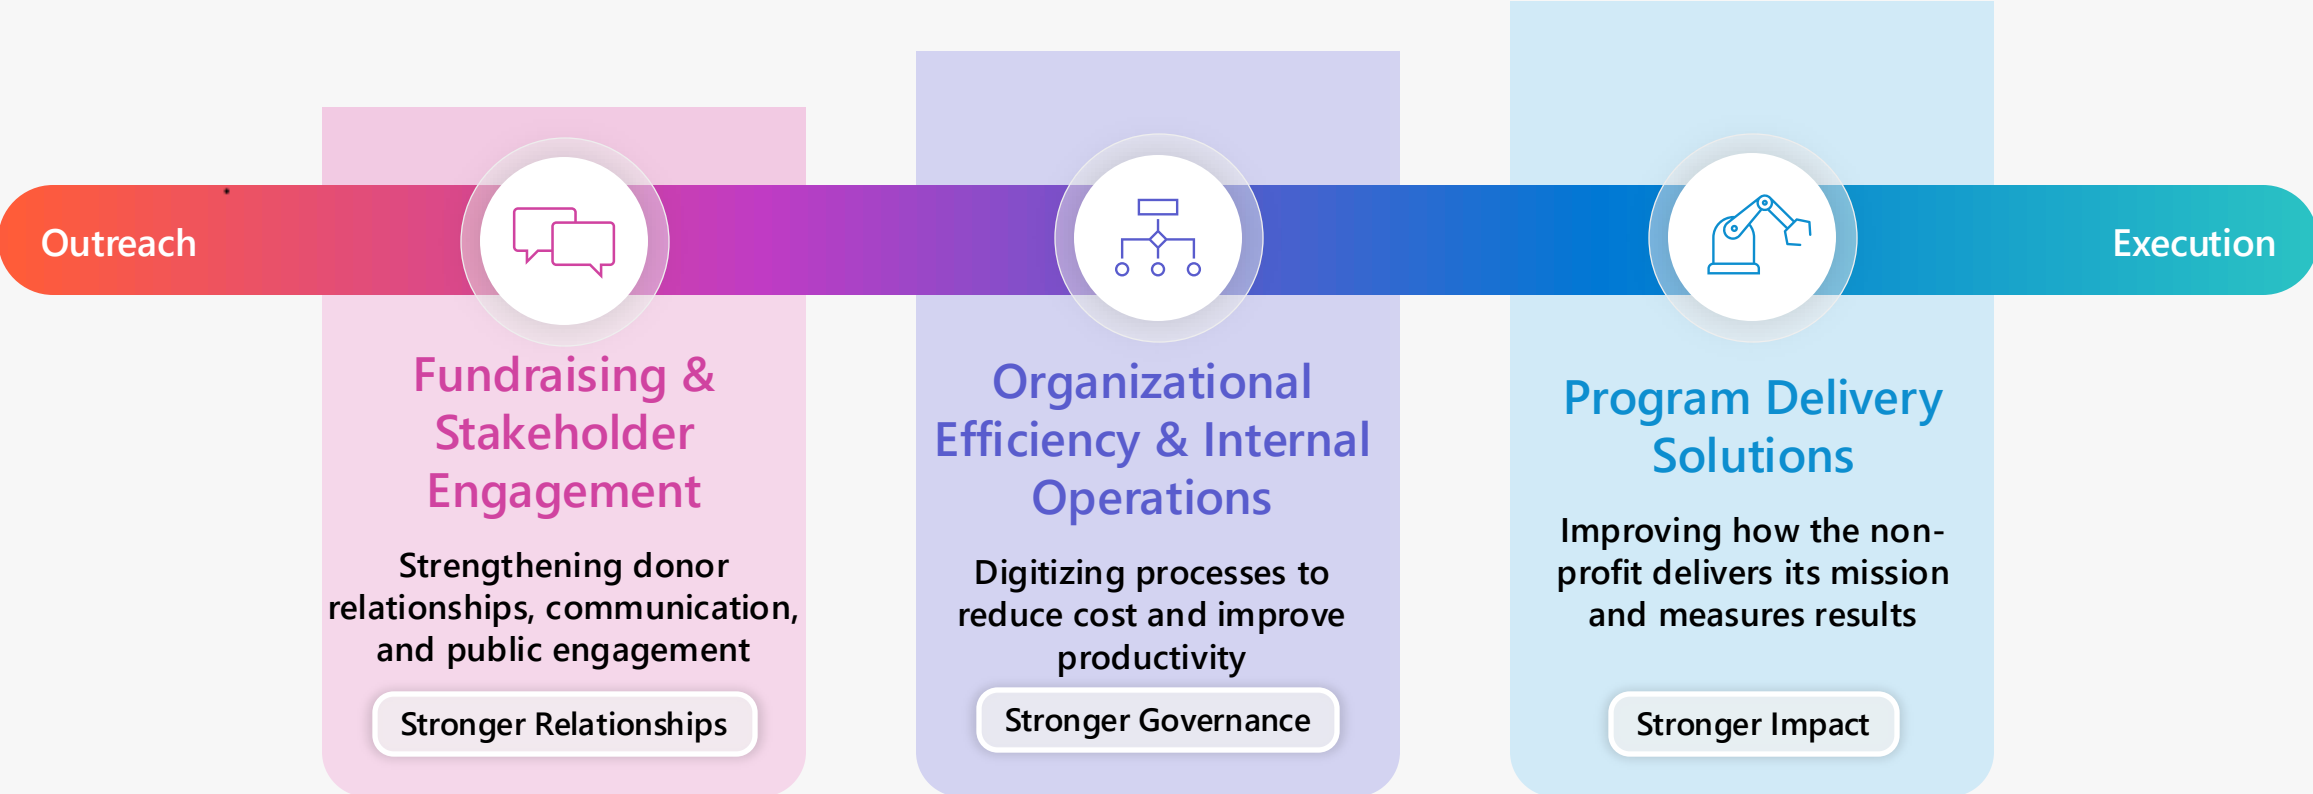 Outreach
Execution
Fundraising &
Stakeholder
Engagement
Strengthening donor
relationships, communication,
and public engagement
Stronger Relationships
Organizational
Efficiency & Internal
Operations
Digitizing processes to
reduce cost and improve
productivity
Stronger Governance
Program Delivery
Solutions
Improving how the non-
profit delivers its mission
and measures results
Stronger Impact